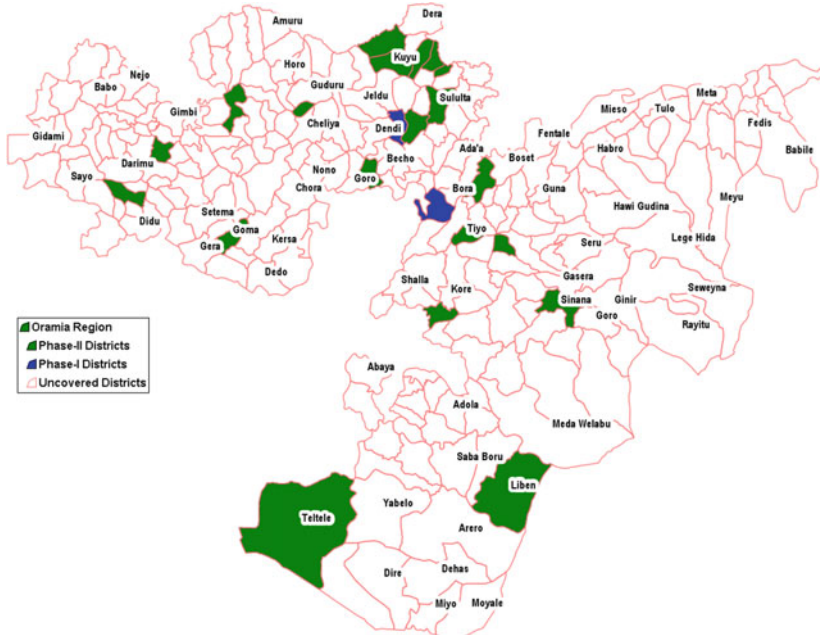 Dera
Amuru
Kuyu
Horo
Nejo
Babo
Guduru
Jeldu
Sululta
Gimbi
Meta
Mieso
Tulo
Fedis
Cheliya
Dendi
Gidami
Fentale
Babile
Darimu
Becho
Ada'a
Boset
Habro
Nono
Sayo
Goro
Chora
Bora
Guna
Meyu
Setema
Hawi Gudina
Didu
Goma
Tiyo
Kersa
Lege Hida
Gera
Seru
Dedo
Gasera
Shalla
Kore
Seweyna
Sinana
Ginir
Goro
Rayitu
Oramia Region
Phase-II Districts
Phase-I Districts
Uncovered Districts
Abaya
Adola
Meda Welabu
Saba Boru
Liben
Yabelo
Teltele
Arero
Dehas
Dire
Miyo
Moyale